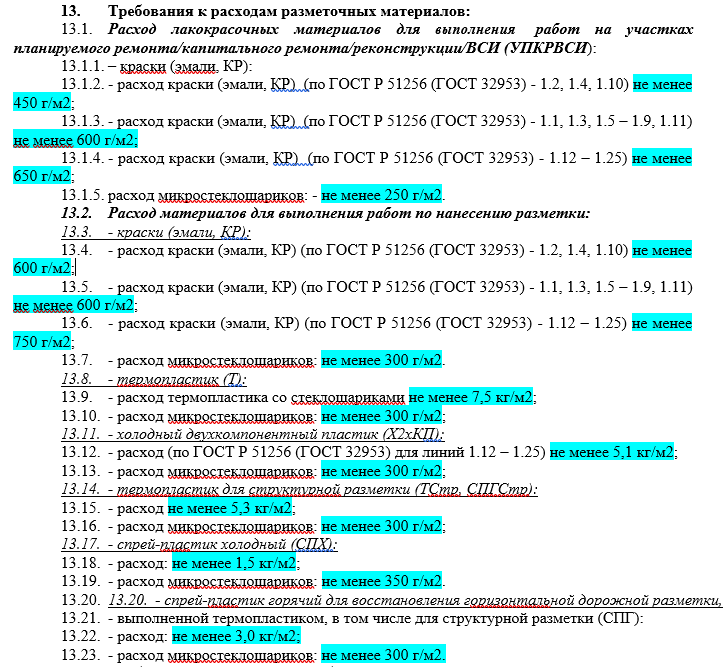 13. Требования к расходам разметочных материалов:
13.1. Расход лакокрасочных материалов для выполнения работ на участках
планируемого ремонта/капитального ремонта/реконструкции/ВСИ (УПКРВСИ):
13.1.1. – краски (эмали, КР):
13.1.2. - расход краски (эмали, КР) (по ГОСТ Р 51256 (ГОСТ 32953) - 1.2, 1.4, 1.10) не менее
450 г/м2;
13.1.3. - расход краски (эмали, КР) (по ГОСТ Р 51256 (ГОСТ 32953) - 1.1, 1.3, 1.5 – 1.9, 1.11)
не менее 600 г/м2;
13.1.4. - расход краски (эмали, КР) (по ГОСТ Р 51256 (ГОСТ 32953) - 1.12 – 1.25) не менее
650 г/м2;
13.1.5. расход микростеклошариков: - не менее 250 г/м2.
13.2. Расход материалов для выполнения работ по нанесению разметки:
13.3. - краски (эмали, КР):
13.4. - расход краски (эмали, КР) (по ГОСТ Р 51256 (ГОСТ 32953) - 1.2, 1.4, 1.10) не менее
600 г/м2;
13.5. - расход краски (эмали, КР) (по ГОСТ Р 51256 (ГОСТ 32953) - 1.1, 1.3, 1.5 – 1.9, 1.11)
не менее 600 г/м2;
13.6. - расход краски (эмали, КР) (по ГОСТ Р 51256 (ГОСТ 32953) - 1.12 – 1.25) не менее
750 г/м2;
13.7. - расход микростеклошариков: не менее 300 г/м2.
13.8. - термопластик (Т):
13.9. - расход термопластика со стеклошариками не менее 7,5 кг/м2;
13.10. - расход микростеклошариков: не менее 300 г/м2;
13.11. - холодный двухкомпонентный пластик (Х2хКП):
13.12. - расход (по ГОСТ Р 51256 (ГОСТ 32953) для линий 1.12 – 1.25) не менее 5,1 кг/м2;
13.13. - расход микростеклошариков: не менее 300 г/м2;
13.14. - термопластик для структурной разметки (ТСтр, СПГСтр):
13.15. - расход не менее 5,3 кг/м2;
13.16. - расход микростеклошариков: не менее 300 г/м2;
13.17. - спрей-пластик холодный (СПХ):
13.18. - расход: не менее 1,5 кг/м2;
13.19. - расход микростеклошариков: не менее 350 г/м2.
13.20. 13.20. - спрей-пластик горячий для восстановления горизонтальной дорожной разметки,
13.21. - выполненной термопластиком, в том числе для структурной разметки (СПГ):
13.22. - расход: не менее 3,0 кг/м2;
13.23. - расход микростеклошариков: не менее 300 г/м2.